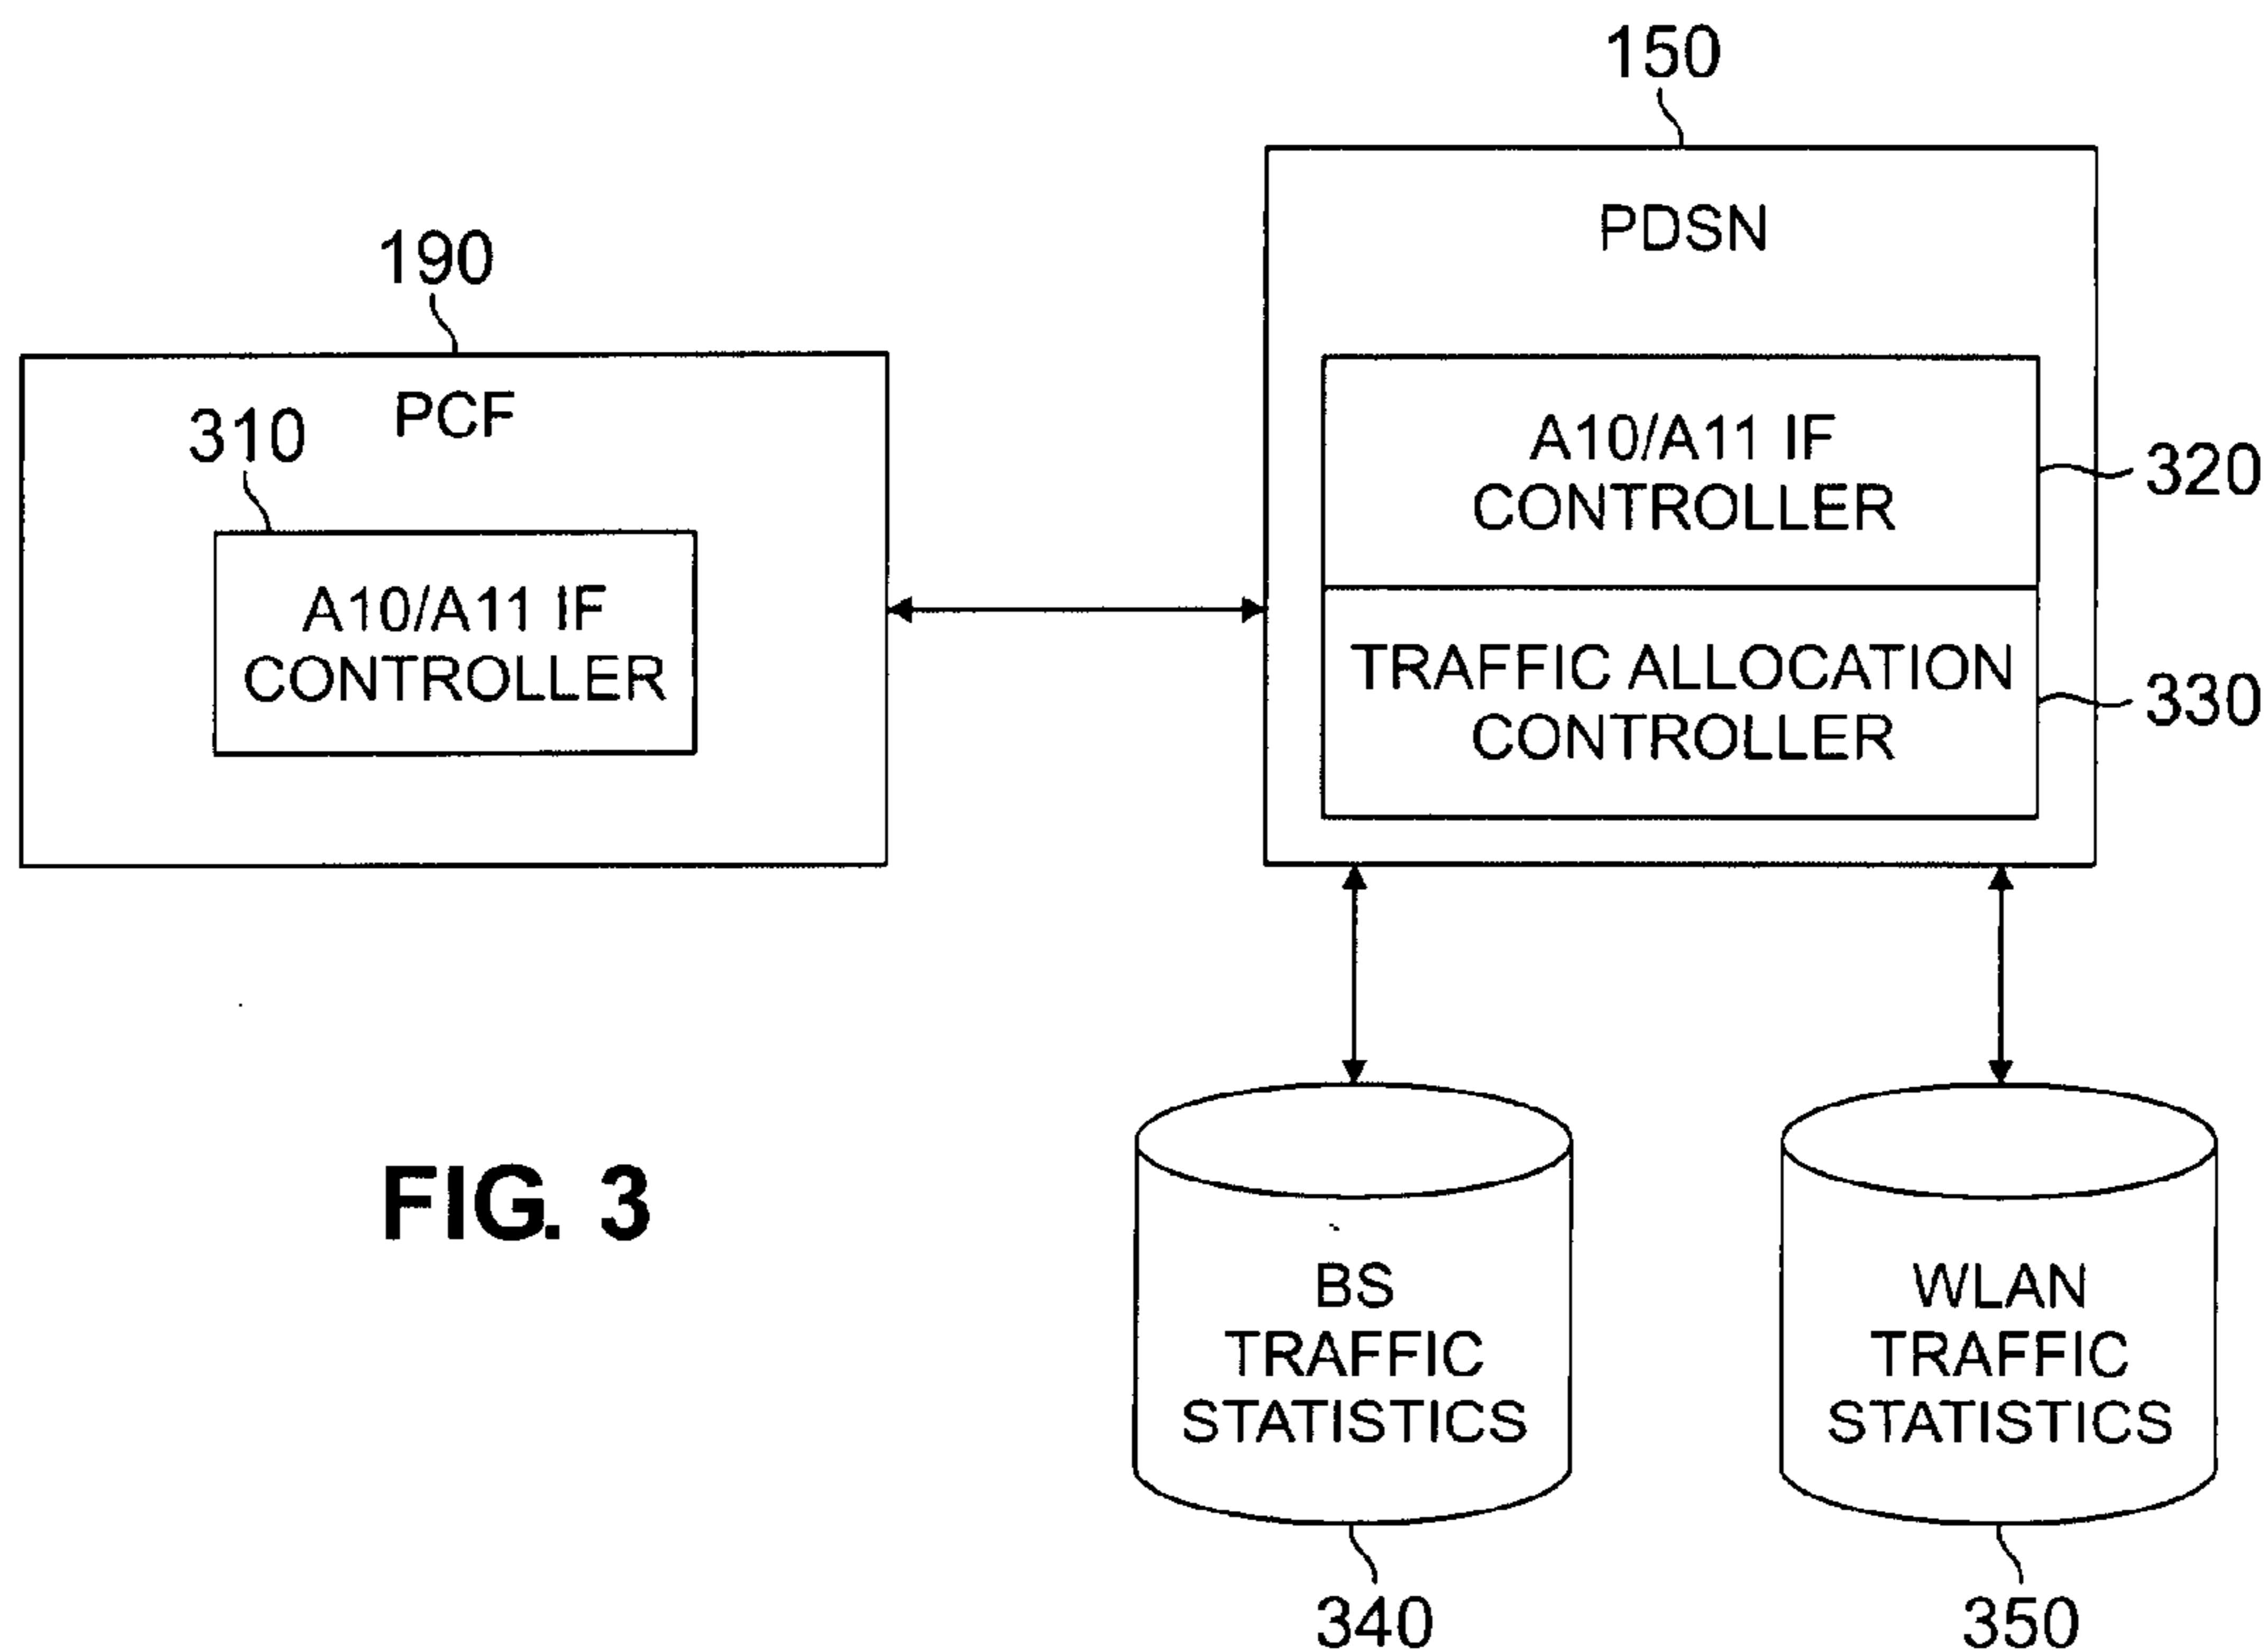 150
PDSN
190
PCF
310
A10/A11 IF
CONTROLLER
A10/A11 IF
CONTROLLER
320
TRAFFIC ALLOCATION
CONTROLLER
330
FIG. 3
BS
TRAFFIC
STATISTICS
WLAN
TRAFFIC
STATISTICS
340
350